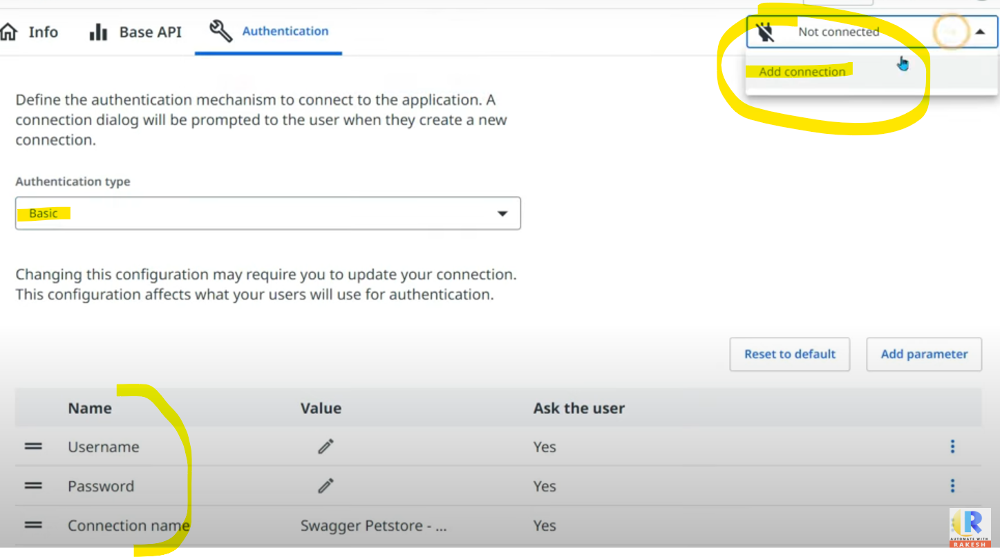 Info
Base API
Authentication
Not connected
Add connection
Define the authentication mechanism to connect to the application. A
connection dialog will be prompted to the user when they create a new
connection.
Authentication type
Basic
Changing this configuration may require you to update your connection.
This configuration affects what your users will use for authentication.
Reset to default
Add parameter
Name Value Ask the user
Username Yes
Password Yes
Connection name Swagger Petstore - ... Yes
R
AUTOMATE WITH
RAKESH